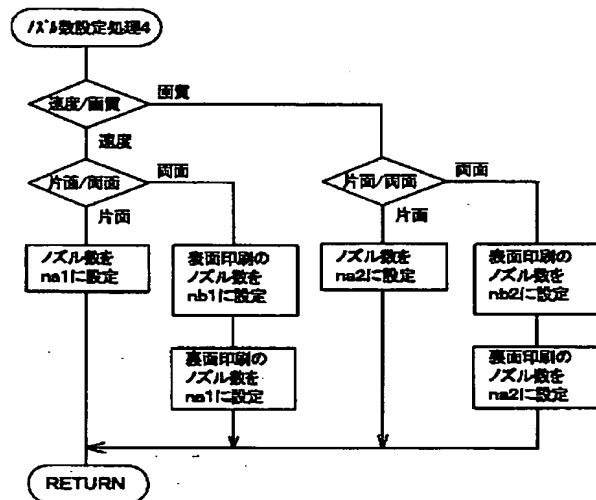 ノズル数設定処理4
速度/画質
画質
速度
片面/両面
両面
片面
片面/両面
両面
片面
ノズル数を
na1に設定
表面印刷の
ノズル数を
nb1に設定
ノズル数を
na2に設定
表面印刷の
ノズル数を
nb2に設定
裏面印刷の
ノズル数を
na1に設定
裏面印刷の
ノズル数を
na2に設定
RETURN